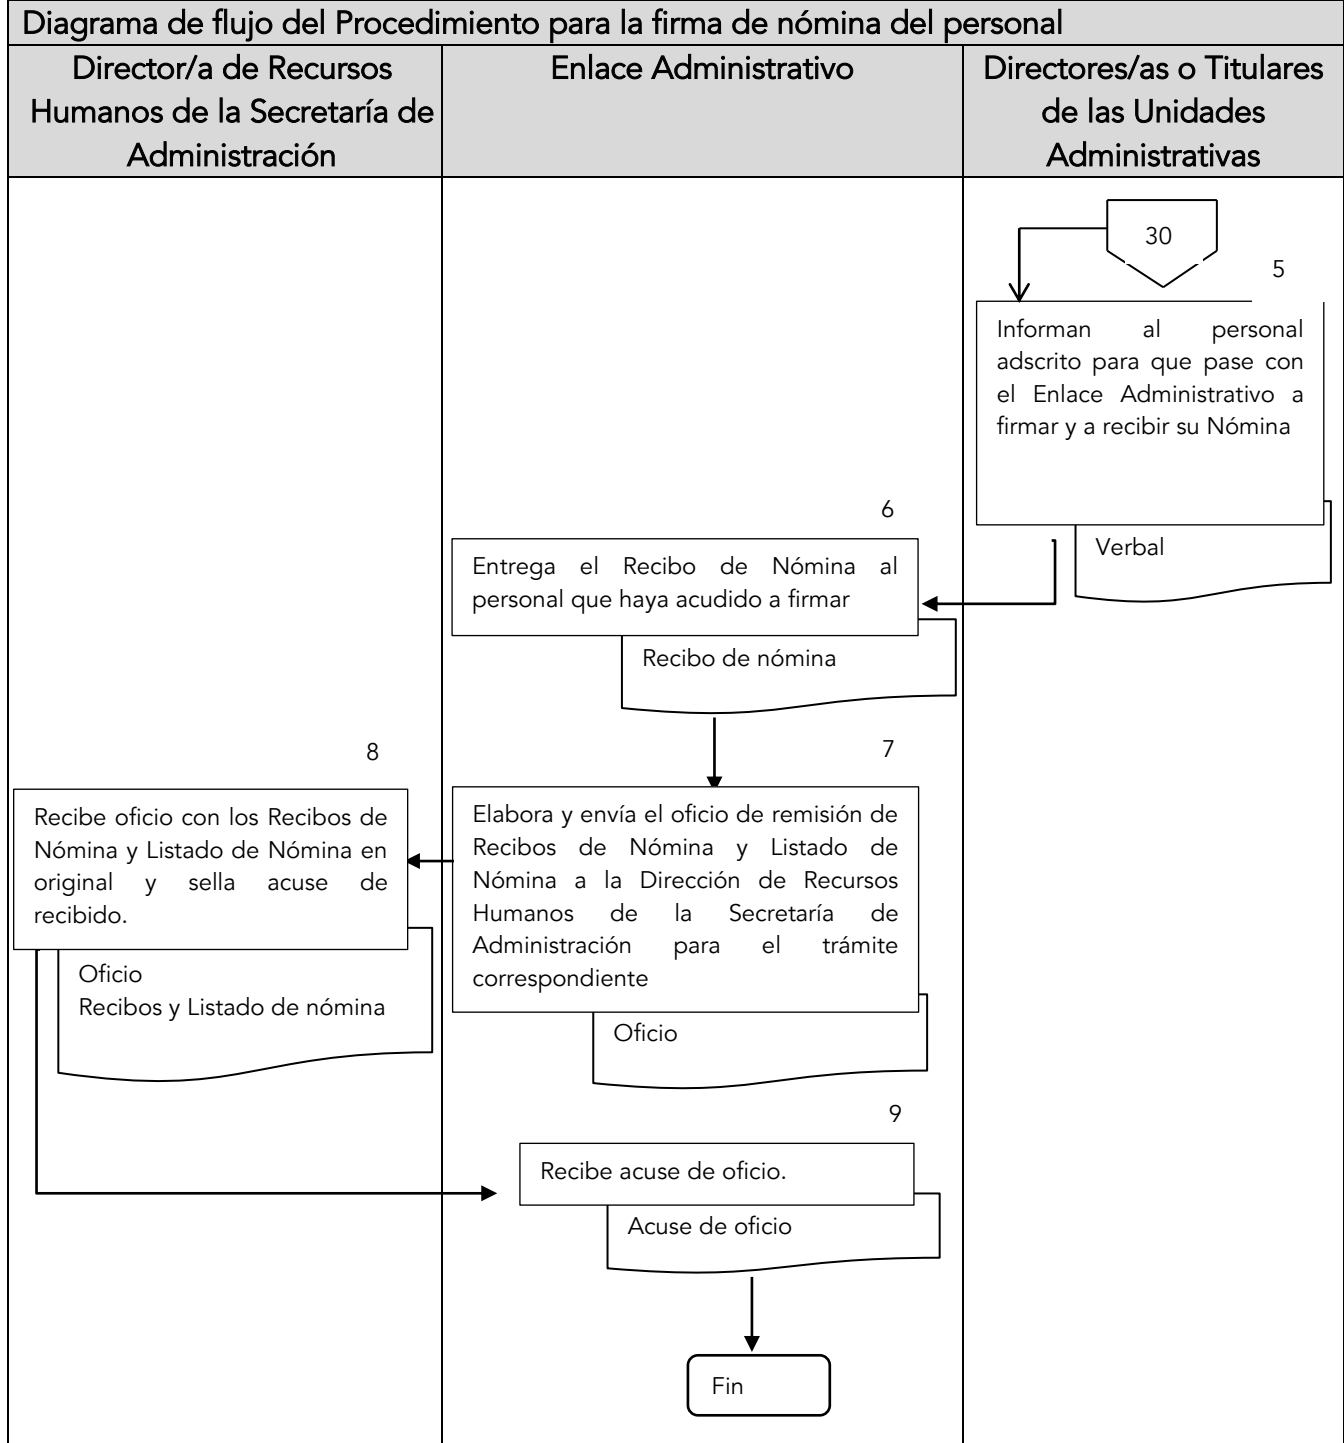 Diagrama de flujo del Procedimiento para la firma de nómina del personal
Director/a de Recursos
Humanos de la Secretaría de
Administración
Enlace Administrativo
Directores/as o Titulares
de las Unidades
Administrativas
30
5
Informan al personal
adscrito para que pase con
el Enlace Administrativo a
firmar y a recibir su Nómina
Verbal
6
Entrega el Recibo de Nómina al
personal que haya acudido a firmar
Recibo de nómina
7
Elabora y envía el oficio de remisión de
Recibos de Nómina y Listado de
Nómina a la Dirección de Recursos
Humanos de la Secretaría de
Administración para el trámite
correspondiente
Oficio
8
Recibe oficio con los Recibos de
Nómina y Listado de Nómina en
original y sella acuse de
recibido.
Oficio
Recibos y Listado de nómina
9
Recibe acuse de oficio.
Acuse de oficio
Fin